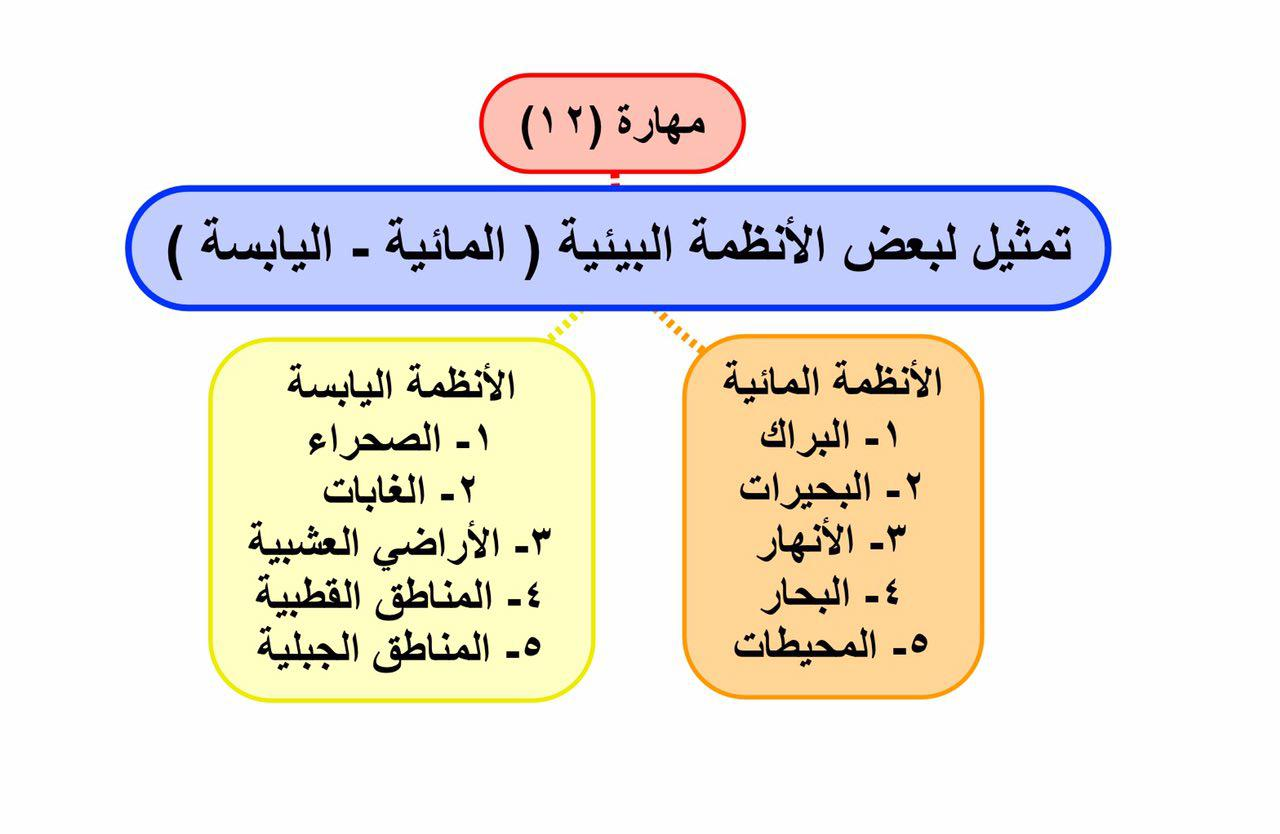 مهارة (١٢)
تمثيل لبعض الأنظمة البيئية ( المائية - اليابسة )
الأنظمة المائية
١- البراك
٢- البحيرات
٣- الأنهار
٤- البحار
٥- المحيطات
الأنظمة اليابسة
١- الصحراء
٢- الغابات
٣- الأراضي العشبية
٤- المناطق القطبية
٥- المناطق الجبلية